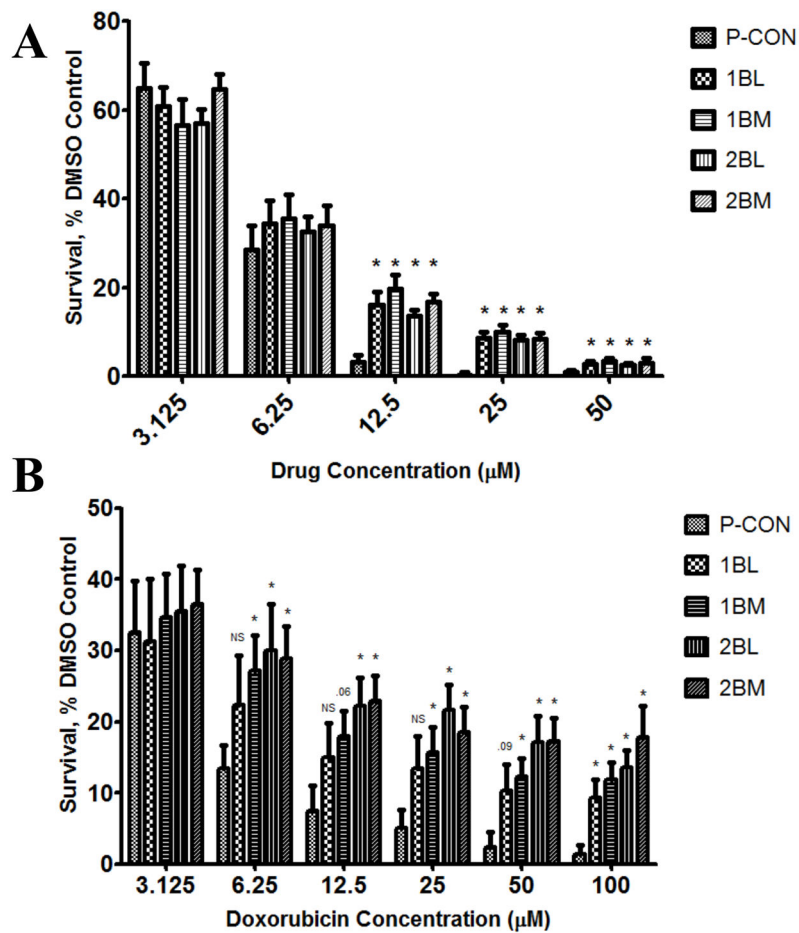 A
Survival, % DMSO Control
80
60
40
20
0
* * * *
* * * *
* * * *
3.125 6.25 12.5 25 50
Drug Concentration (μM)
P-CON
1BL
1BM
2BL
2BM
B
Survival, % DMSO Control
50
40
30
20
10
0
NS * * *
NS .06 * *
NS * * *
.09 * * *
* * * *
3.125 6.25 12.5 25 50 100
Doxorubicin Concentration (μM)
P-CON
1BL
1BM
2BL
2BM